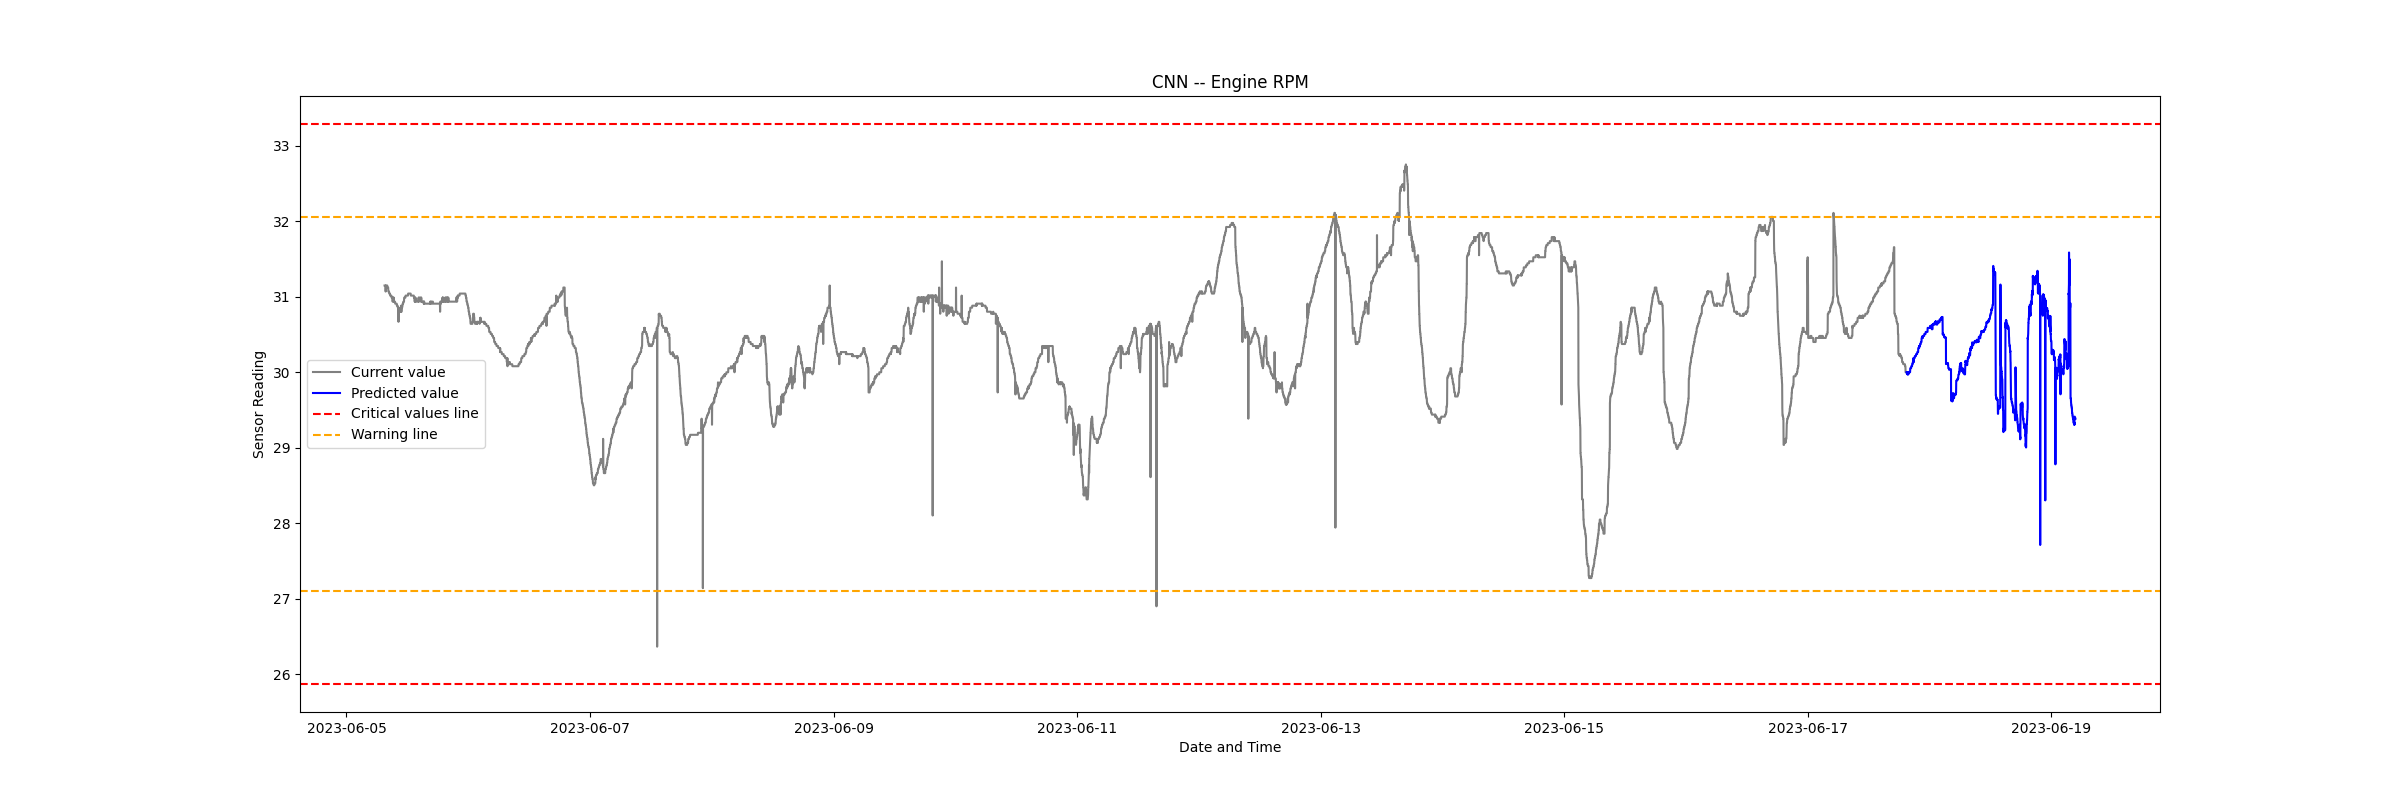 CNN -- Engine RPM
Sensor Reading
33
32
31
30
29
28
27
26
Current value
Predicted value
Critical values line
Warning line
2023-06-05 2023-06-07 2023-06-09 2023-06-11 2023-06-13 2023-06-15 2023-06-17 2023-06-19
Date and Time